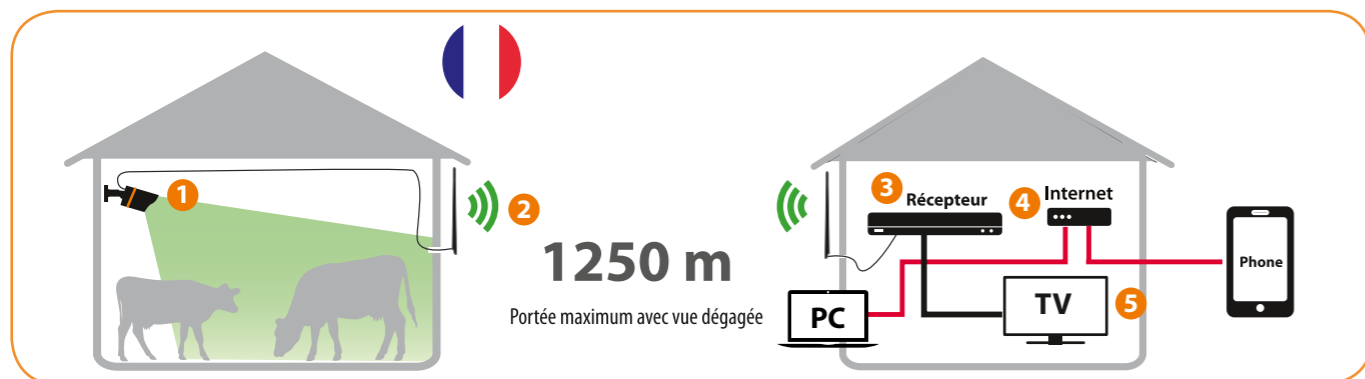 1
2
1250 m
Portée maximum avec vue dégagée
3
Récepteur
4
Internet
PC
TV
5
Phone